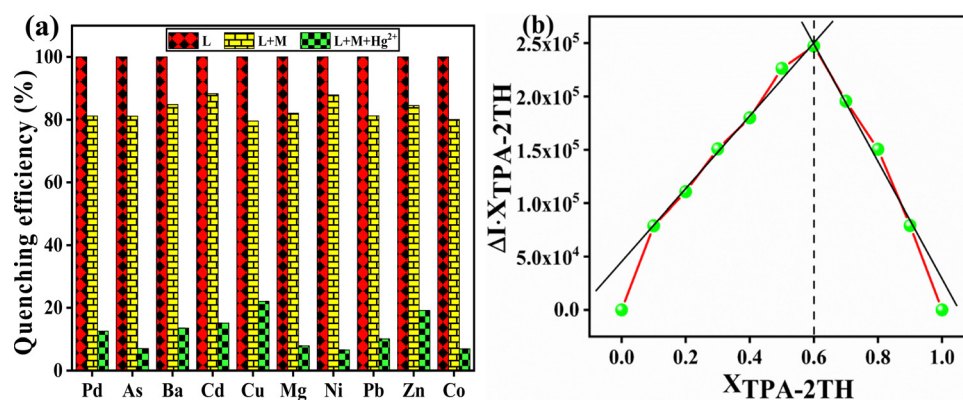 (a)
L L+M L+M+Hg²⁺
Quenching efficiency (%)
100
80
60
40
20
0
Pd As Ba Cd Cu Mg Ni Pb Zn Co
(b)
ΔI·X_TPA-2TH
2.5x10⁵
2.0x10⁵
1.5x10⁵
1.0x10⁵
5.0x10⁴
0.0
0.0 0.2 0.4 0.6 0.8 1.0
X_TPA-2TH